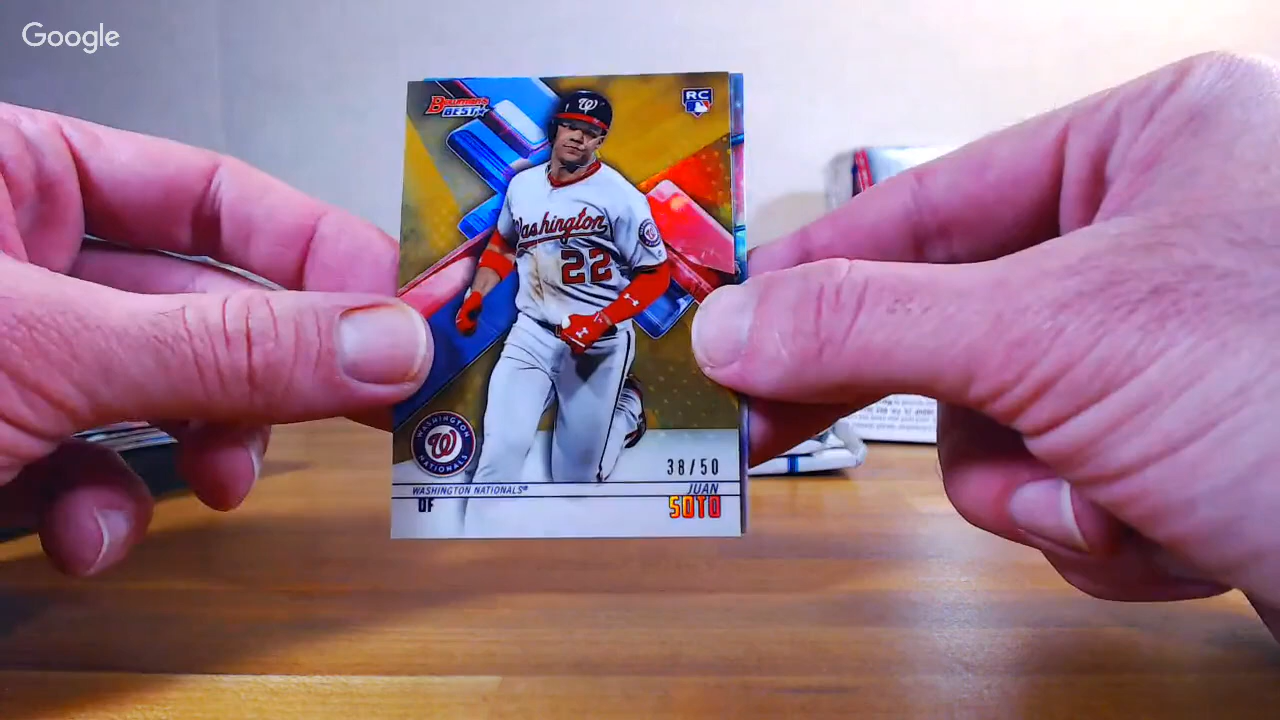 Google
Bowman's
BEST
RC
W
Washington
22
WASHINGTON
W
NATIONALS
38/50
WASHINGTON NATIONALS®
JUAN
OF
SOTO